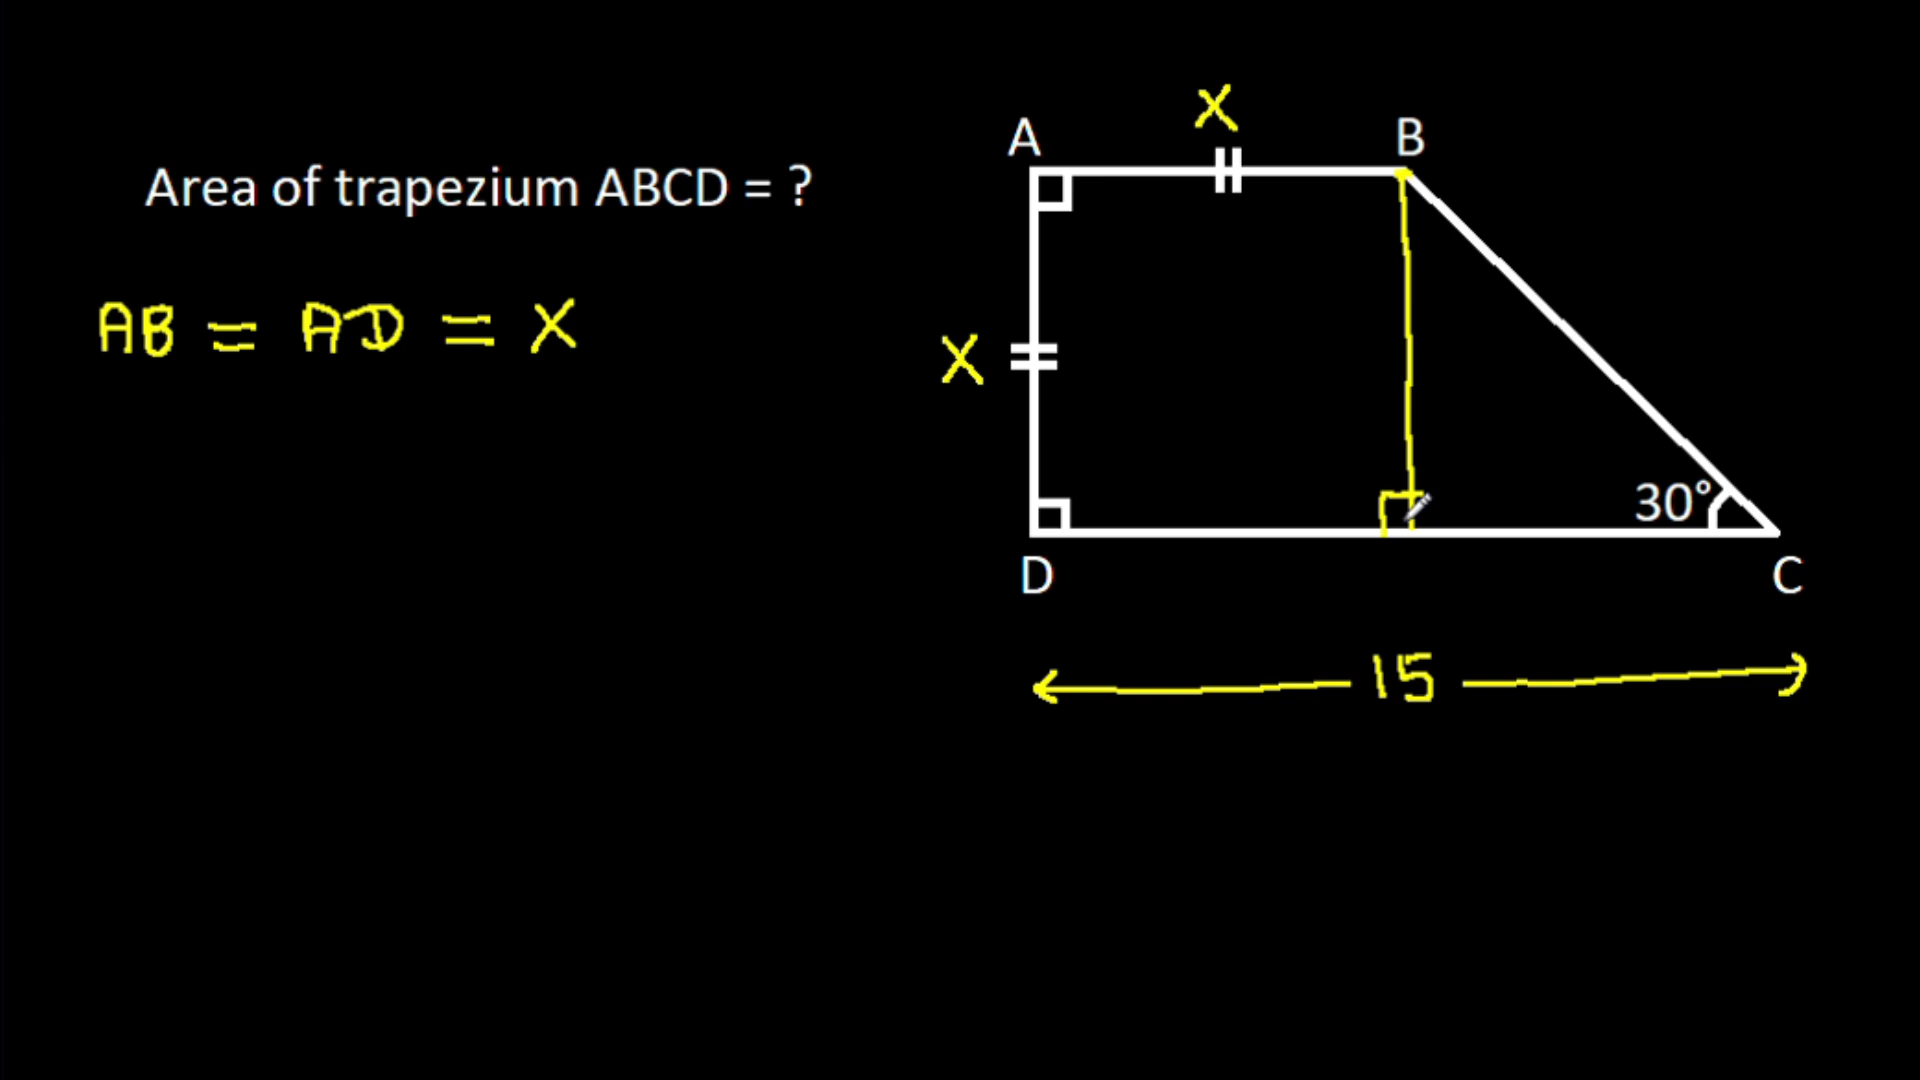 Area of trapezium ABCD = ?
AB = AD = X
X
A
B
X
30°
D
C
15